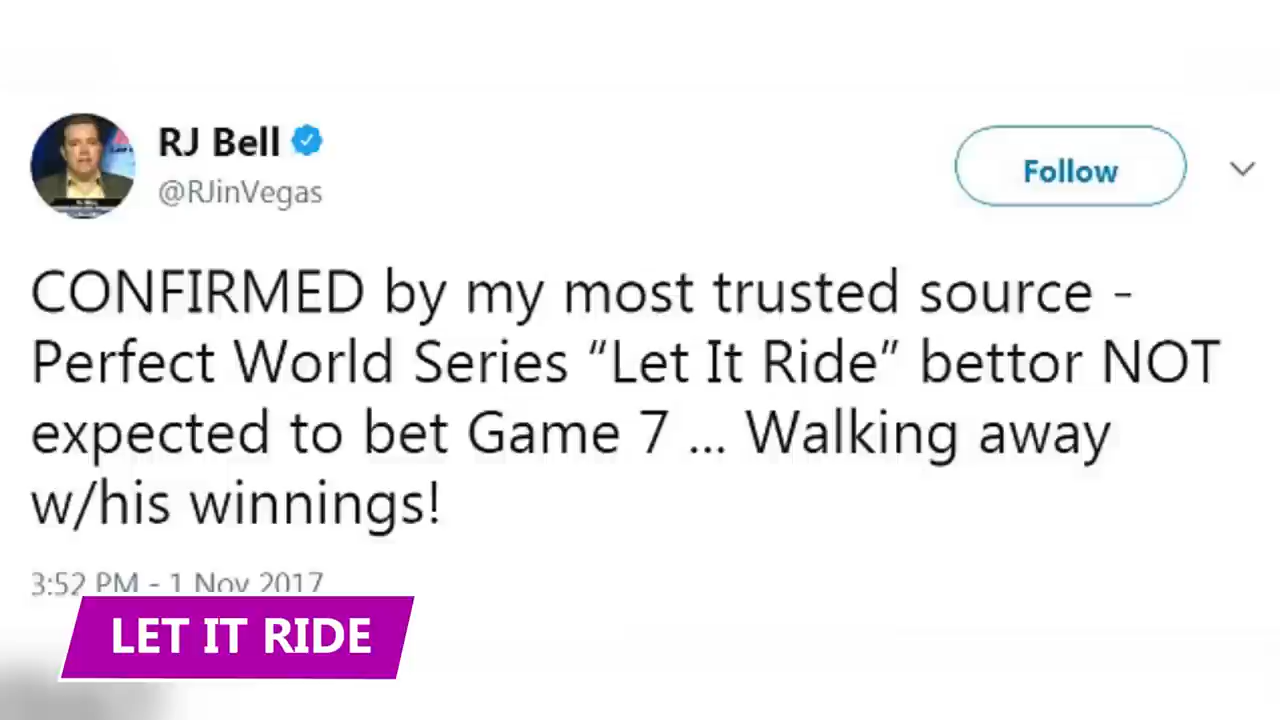 RJ Bell
@RJinVegas
Follow
CONFIRMED by my most trusted source -
Perfect World Series “Let It Ride” bettor NOT
expected to bet Game 7 ... Walking away
w/his winnings!
3:52 PM - 1 Nov 2017
LET IT RIDE